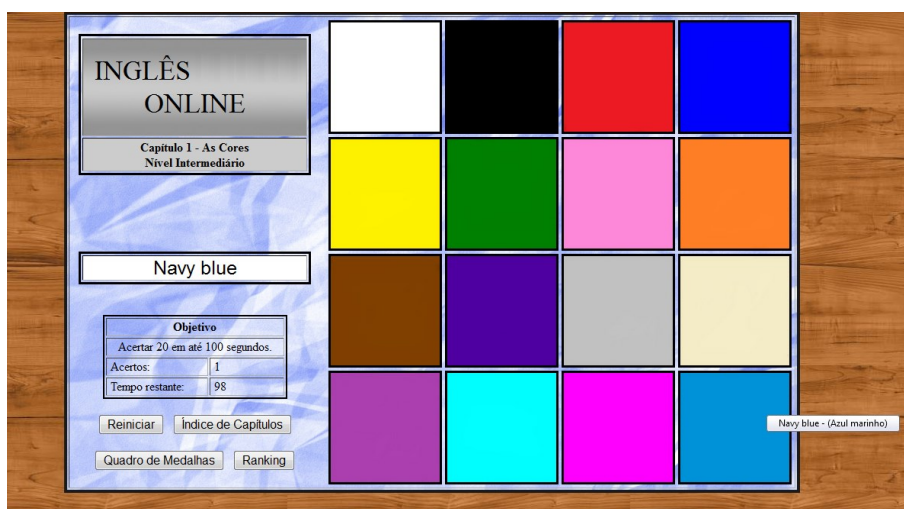 INGLÊS
ONLINE
Capítulo 1 - As Cores
Nível Intermediário
Navy blue
Objetivo
Acertar 20 em até 100 segundos.
Acertos: 1
Tempo restante: 98
Reiniciar Índice de Capítulos
Quadro de Medalhas Ranking
Navy blue - (Azul marinho)